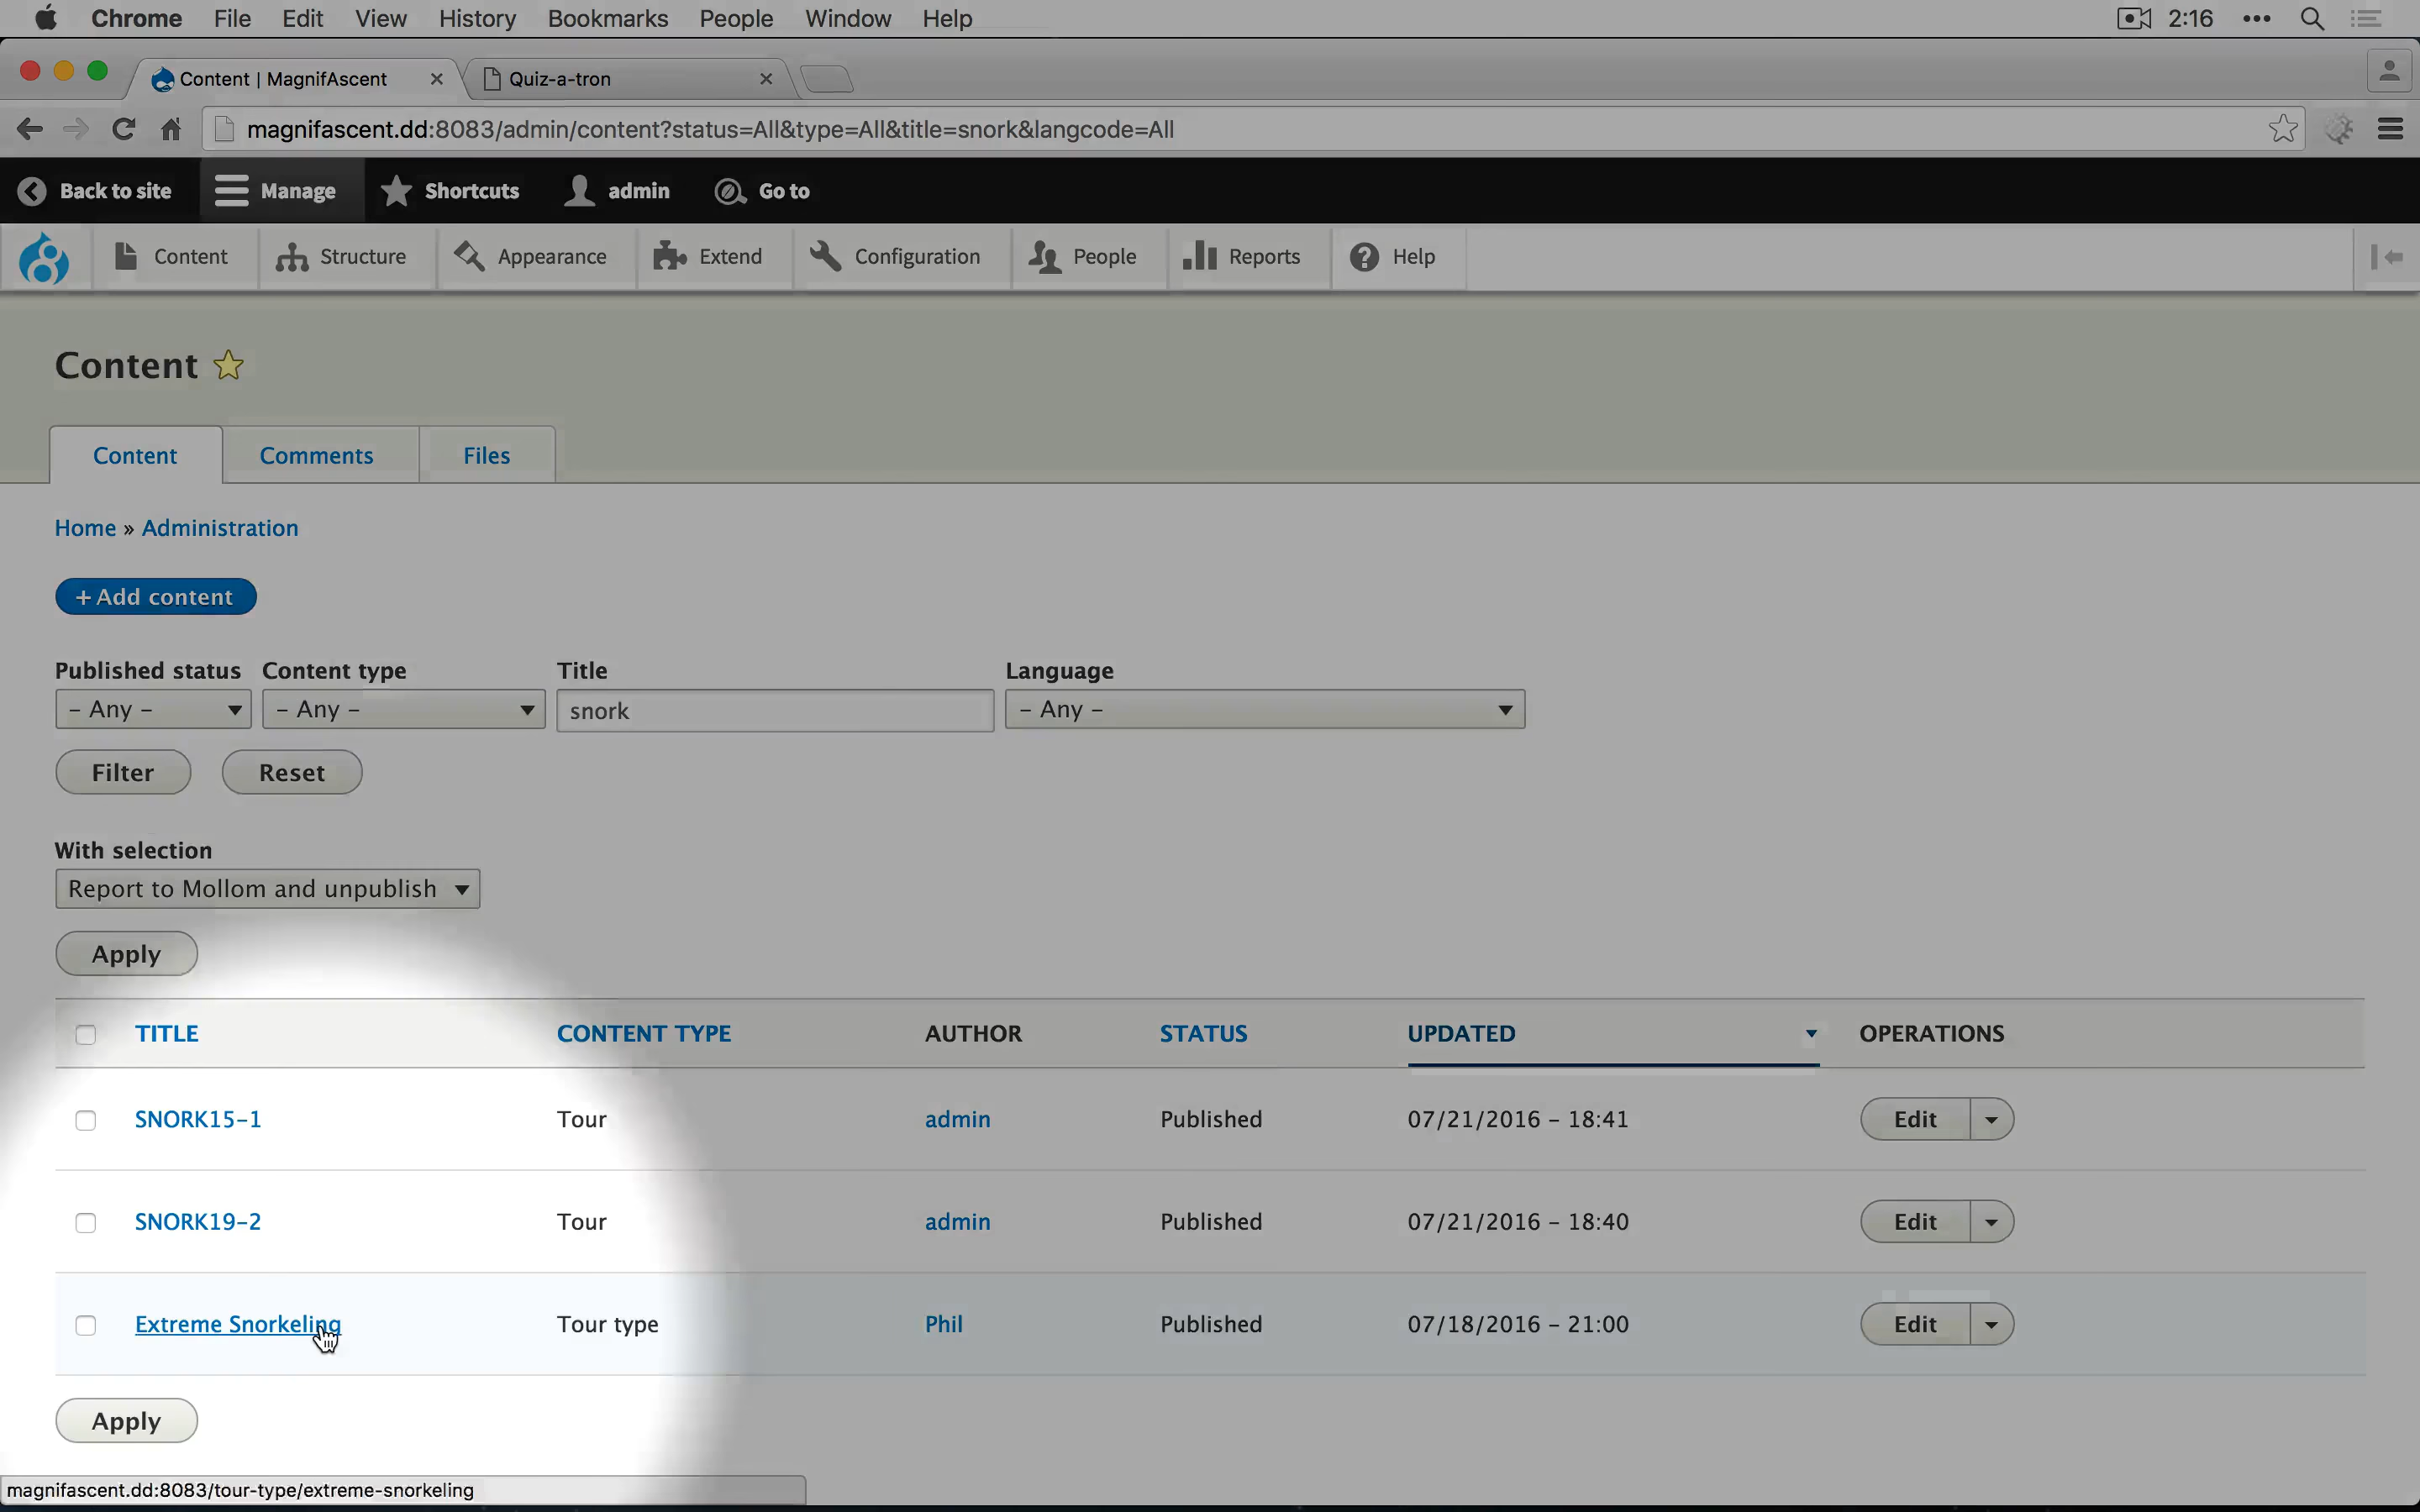 Chrome File Edit View History Bookmarks People Window Help 2:16
Content | MagnifAscent Quiz-a-tron
magnifascent.dd:8083/admin/content?status=All&type=All&title=snork&langcode=All
Back to site Manage Shortcuts admin Go to
Content Structure Appearance Extend Configuration People Reports Help
Content
Content Comments Files
Home » Administration
+ Add content
Published status Content type Title Language
- Any - - Any - snork - Any -
Filter Reset
With selection
Report to Mollom and unpublish
Apply
TITLE CONTENT TYPE AUTHOR STATUS UPDATED OPERATIONS
SNORK15-1 Tour admin Published 07/21/2016 - 18:41 Edit
SNORK19-2 Tour admin Published 07/21/2016 - 18:40 Edit
Extreme Snorkeling Tour type Phil Published 07/18/2016 - 21:00 Edit
Apply
magnifascent.dd:8083/tour-type/extreme-snorkeling